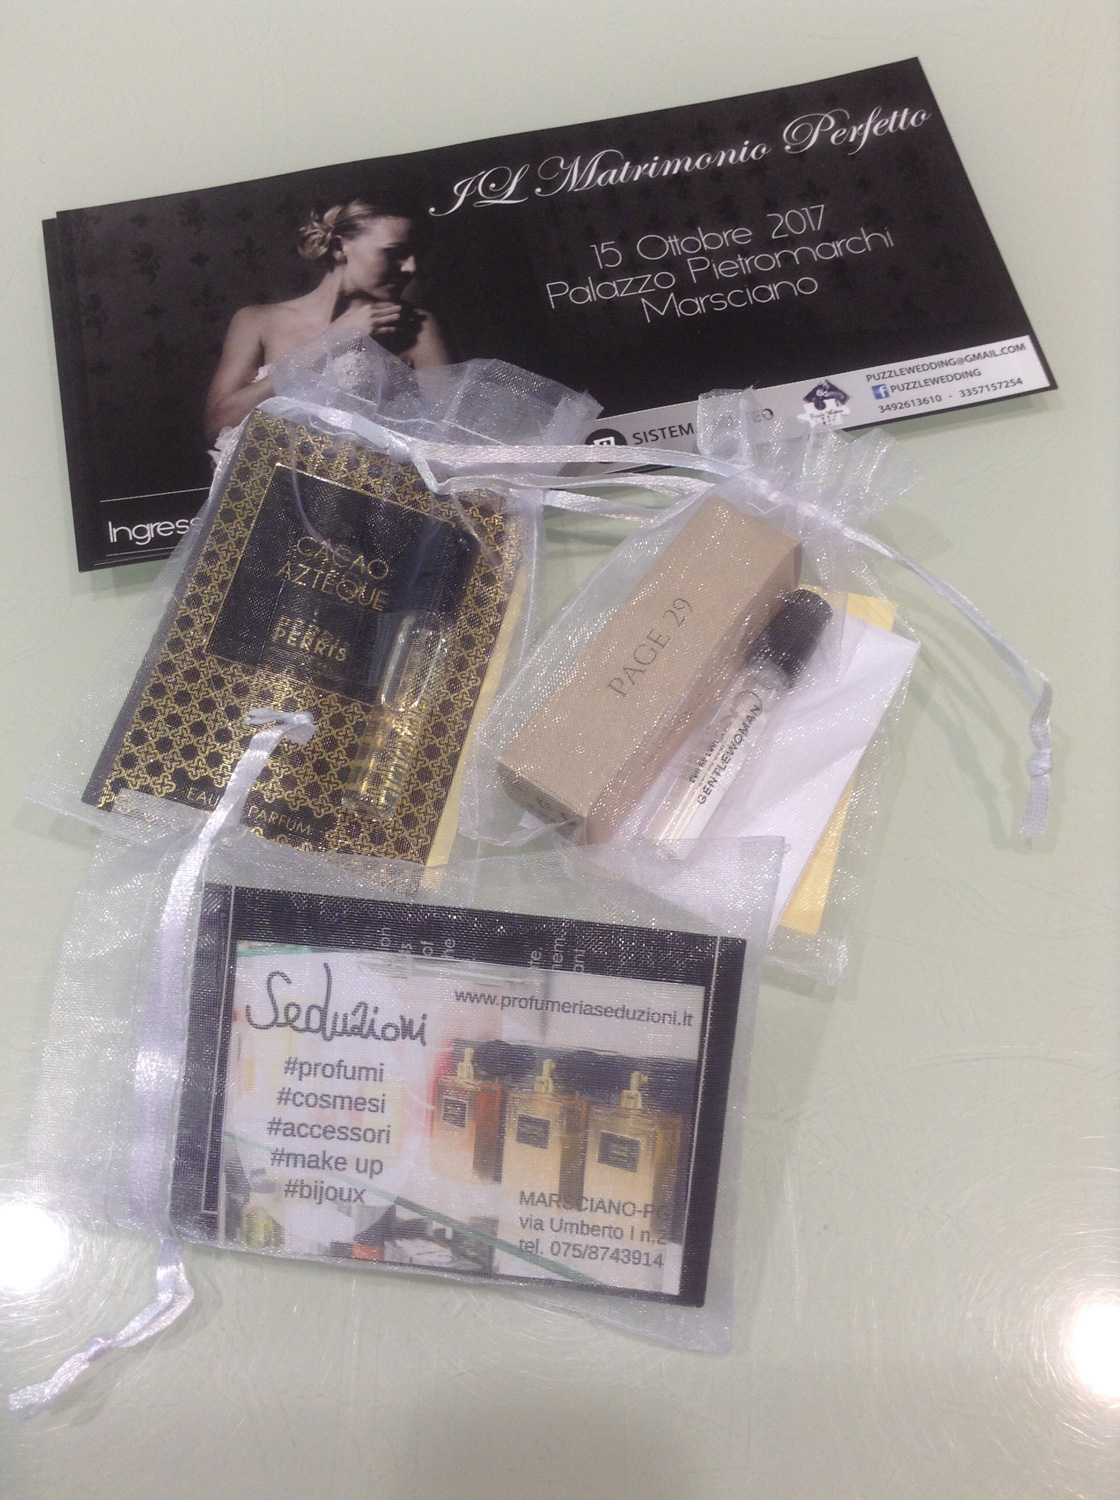 IL Matrimonio Perfetto
15 Ottobre 2017
Palazzo Pietromarchi
Marsciano
PUZZLEWEDDING@GMAIL.COM
PUZZLEWEDDING
3492613610 - 3357157254
SISTEM
Ingress
CACAO
AZTÈQUE
PERRIS
EAU PARFUM
PAGE 29
GENTLEWOMAN
Seduzioni
www.profumeriaseduzioni.it
#profumi
#cosmesi
#accessori
#make up
#bijoux
MARSCIANO-PG
via Umberto I n.2
tel. 075/8743914